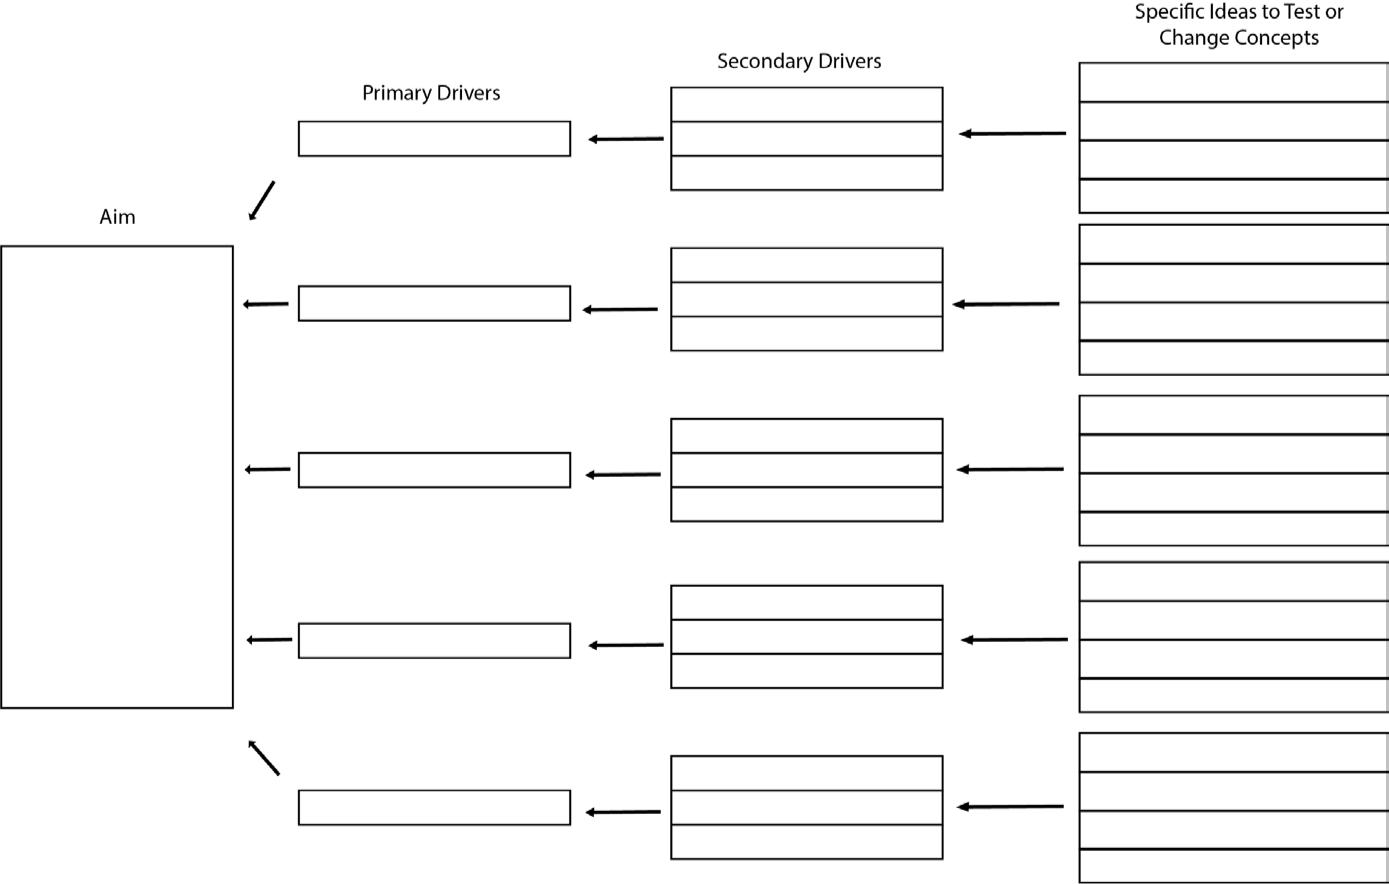 Specific Ideas to Test or
Change Concepts
Secondary Drivers
Primary Drivers
Aim